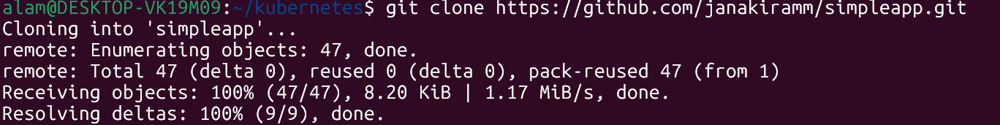 alam@DESKTOP-VK19M09:~/kubernetes$ git clone https://github.com/janakiramm/simpleapp.git
Cloning into 'simpleapp'...
remote: Enumerating objects: 47, done.
remote: Total 47 (delta 0), reused 0 (delta 0), pack-reused 47 (from 1)
Receiving objects: 100% (47/47), 8.20 KiB | 1.17 MiB/s, done.
Resolving deltas: 100% (9/9), done.